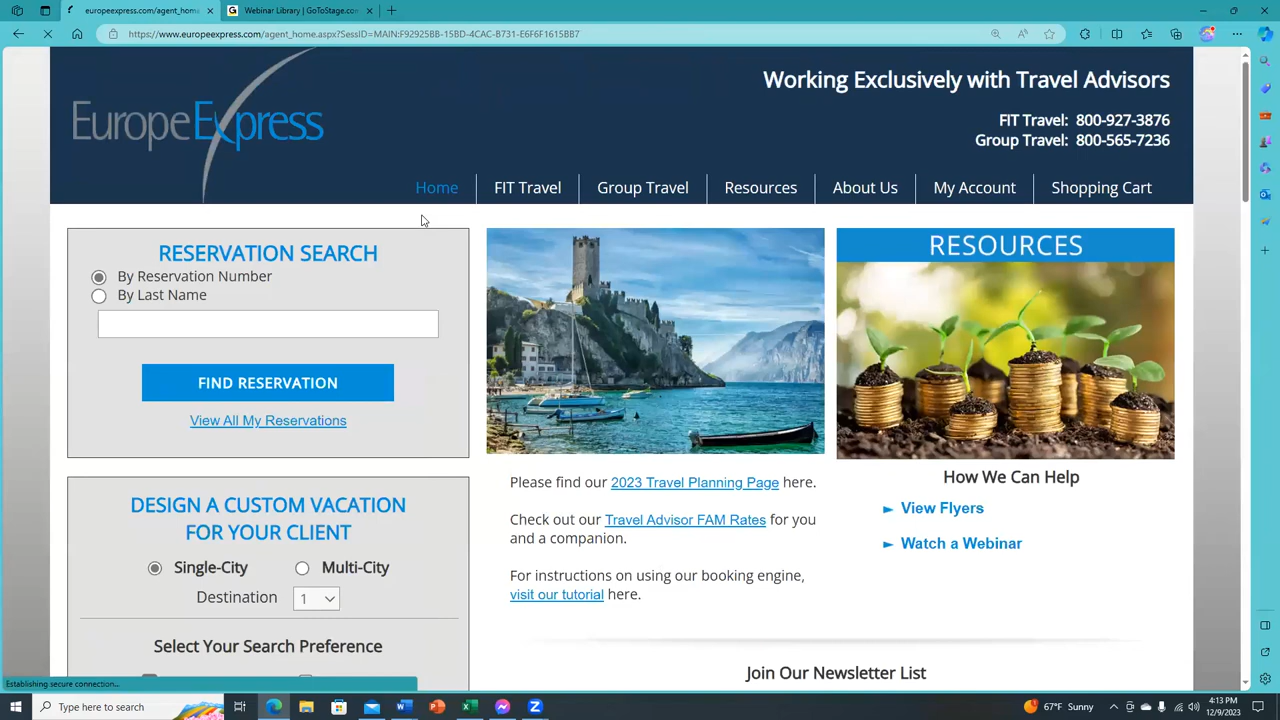 europeexpress.com/agent_home
Webinar Library | GoToStage.com
https://www.europeexpress.com/agent_home.aspx?SessID=MAIN:F92925BB-15BD-4CAC-B731-E6F6F1615BB7
EuropeExpress
Working Exclusively with Travel Advisors
FIT Travel: 800-927-3876
Group Travel: 800-565-7236
Home
FIT Travel
Group Travel
Resources
About Us
My Account
Shopping Cart
RESERVATION SEARCH
By Reservation Number
By Last Name
FIND RESERVATION
View All My Reservations
DESIGN A CUSTOM VACATION
FOR YOUR CLIENT
Single-City
Multi-City
Destination
1
Select Your Search Preference
Please find our 2023 Travel Planning Page here.
Check out our Travel Advisor FAM Rates for you
and a companion.
For instructions on using our booking engine,
visit our tutorial here.
RESOURCES
How We Can Help
► View Flyers
► Watch a Webinar
Join Our Newsletter List
Establishing secure connection...
Type here to search
67°F Sunny
4:13 PM
12/9/2023